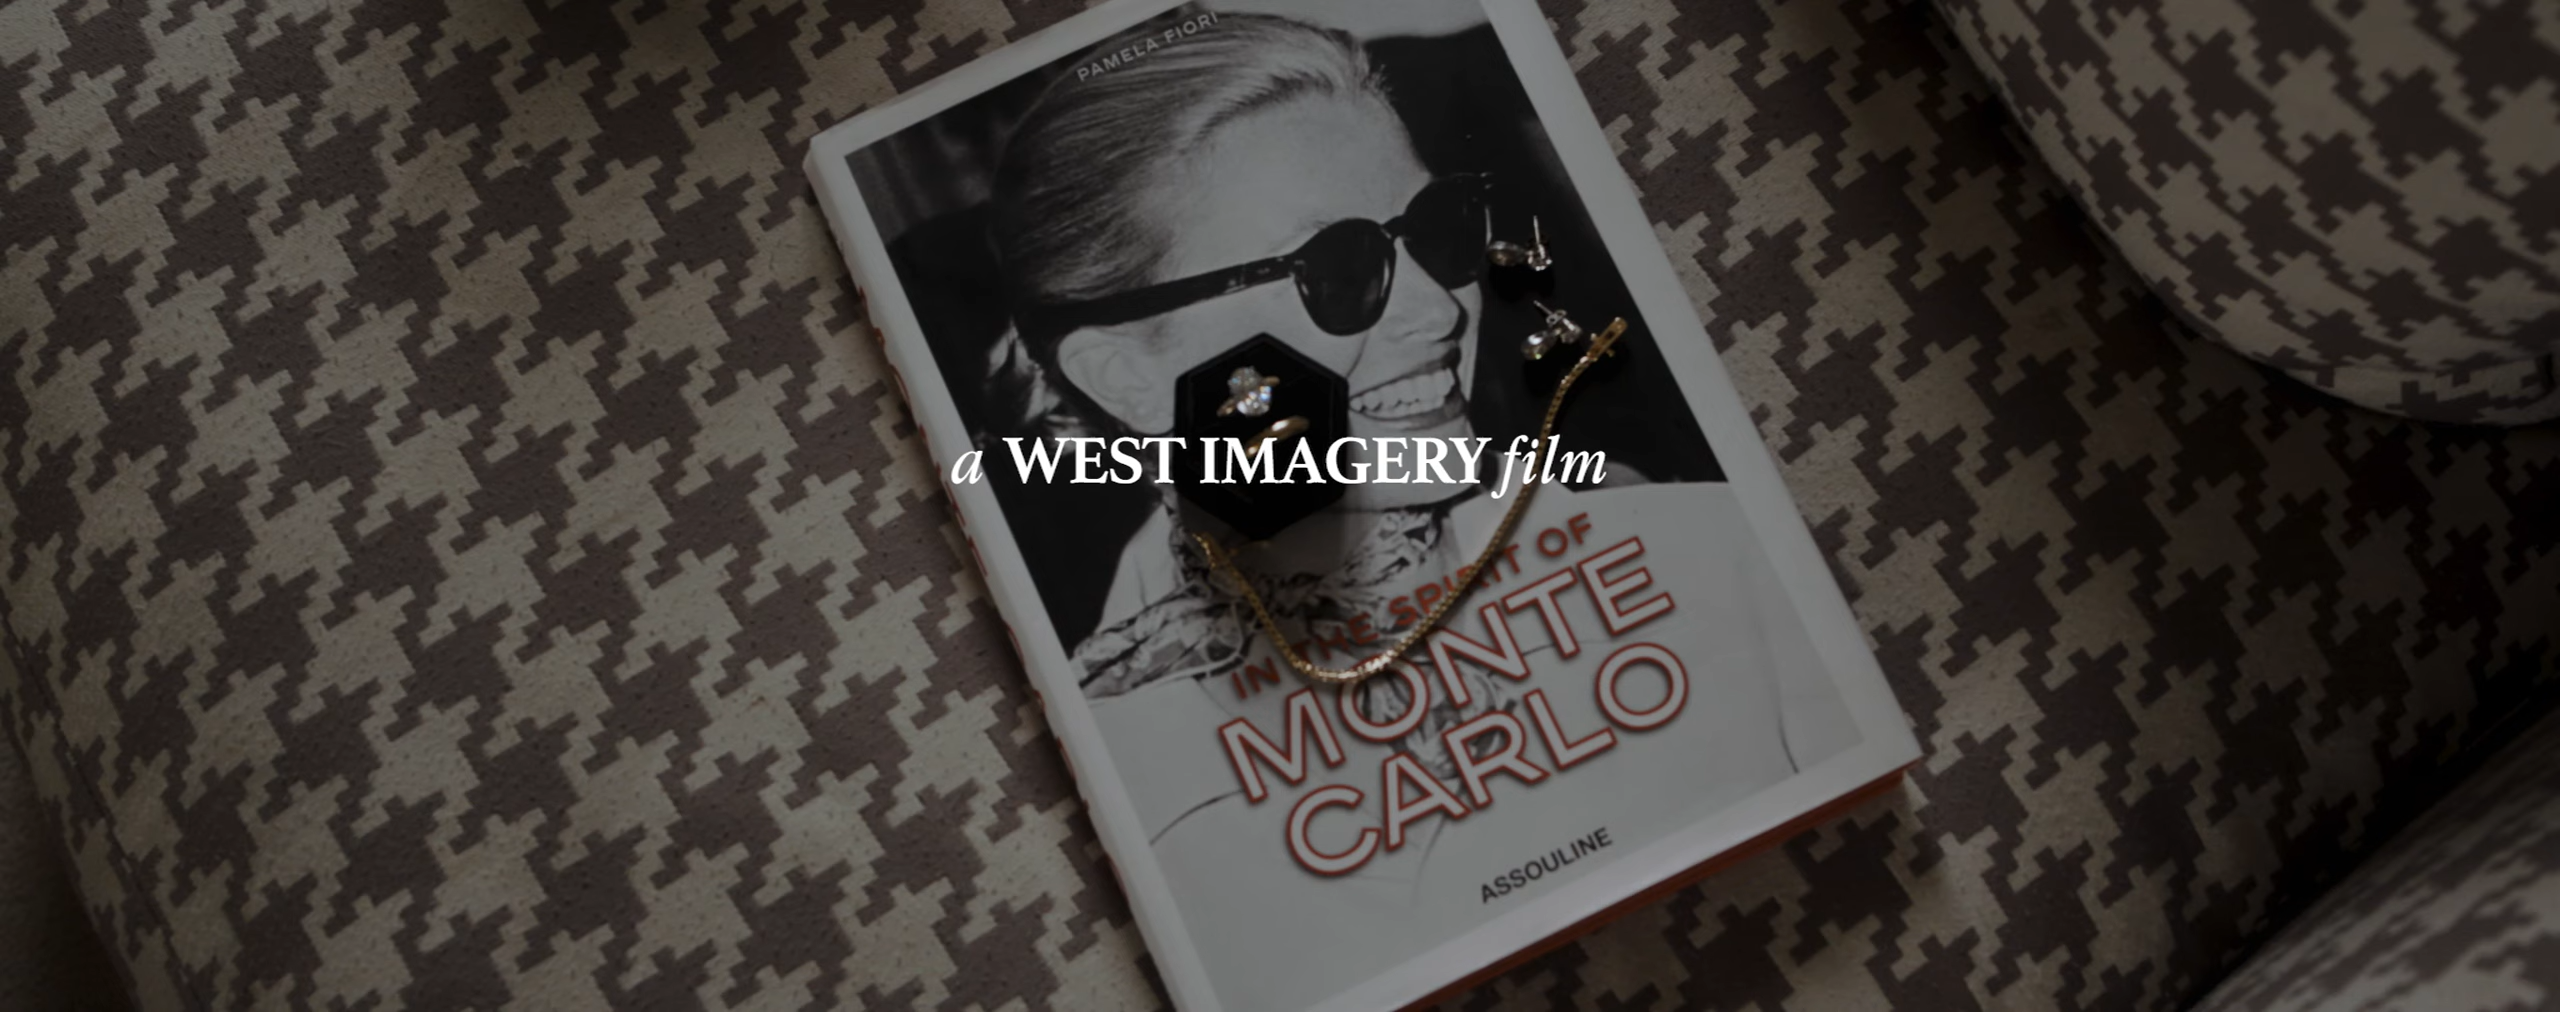 PAMELA FIORI
a WEST IMAGERY film
IN THE SPIRIT OF
MONTE
CARLO
ASSOULINE